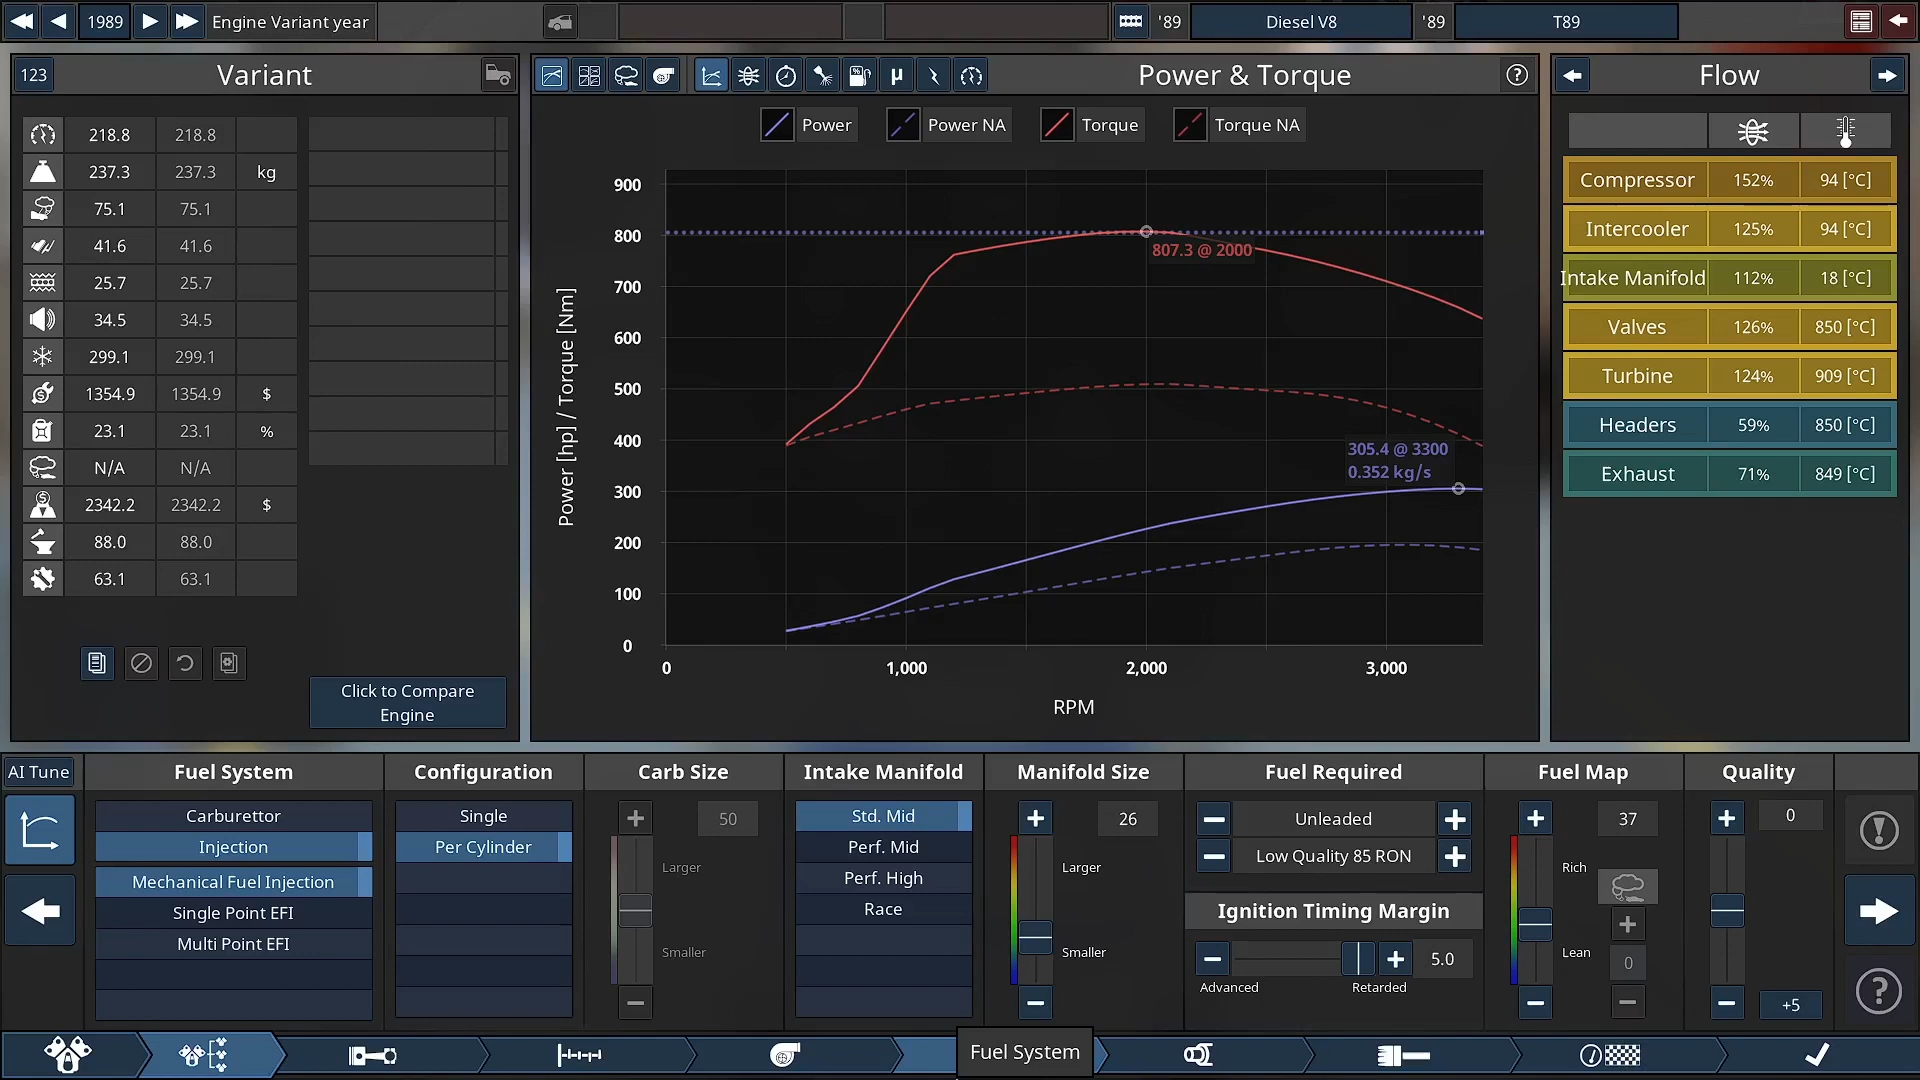 1989
Engine Variant year
'89
Diesel V8
'89
T89
123
Variant
218.8 218.8
237.3 237.3 kg
75.1 75.1
41.6 41.6
25.7 25.7
34.5 34.5
299.1 299.1
1354.9 1354.9 $
23.1 23.1 %
N/A N/A
2342.2 2342.2 $
88.0 88.0
63.1 63.1
Click to Compare
Engine
μ
Power & Torque
?
Power
Power NA
Torque
Torque NA
Power [hp] / Torque [Nm]
900
800
700
600
500
400
300
200
100
0
807.3 @ 2000
305.4 @ 3300
0.352 kg/s
0 1,000 2,000 3,000
RPM
Flow
Compressor 152% 94 [°C]
Intercooler 125% 94 [°C]
Intake Manifold 112% 18 [°C]
Valves 126% 850 [°C]
Turbine 124% 909 [°C]
Headers 59% 850 [°C]
Exhaust 71% 849 [°C]
AI Tune
Fuel System
Carburettor
Injection
Mechanical Fuel Injection
Single Point EFI
Multi Point EFI
Configuration
Single
Per Cylinder
Carb Size
+ 50
Larger
Smaller
−
Intake Manifold
Std. Mid
Perf. Mid
Perf. High
Race
Manifold Size
+ 26
Larger
Smaller
−
Fuel Required
− Unleaded +
− Low Quality 85 RON +
Ignition Timing Margin
− + 5.0
Advanced Retarded
Fuel Map
+ 37
Rich
+
Lean 0
− −
Quality
+ 0
− +5
!
?
Fuel System